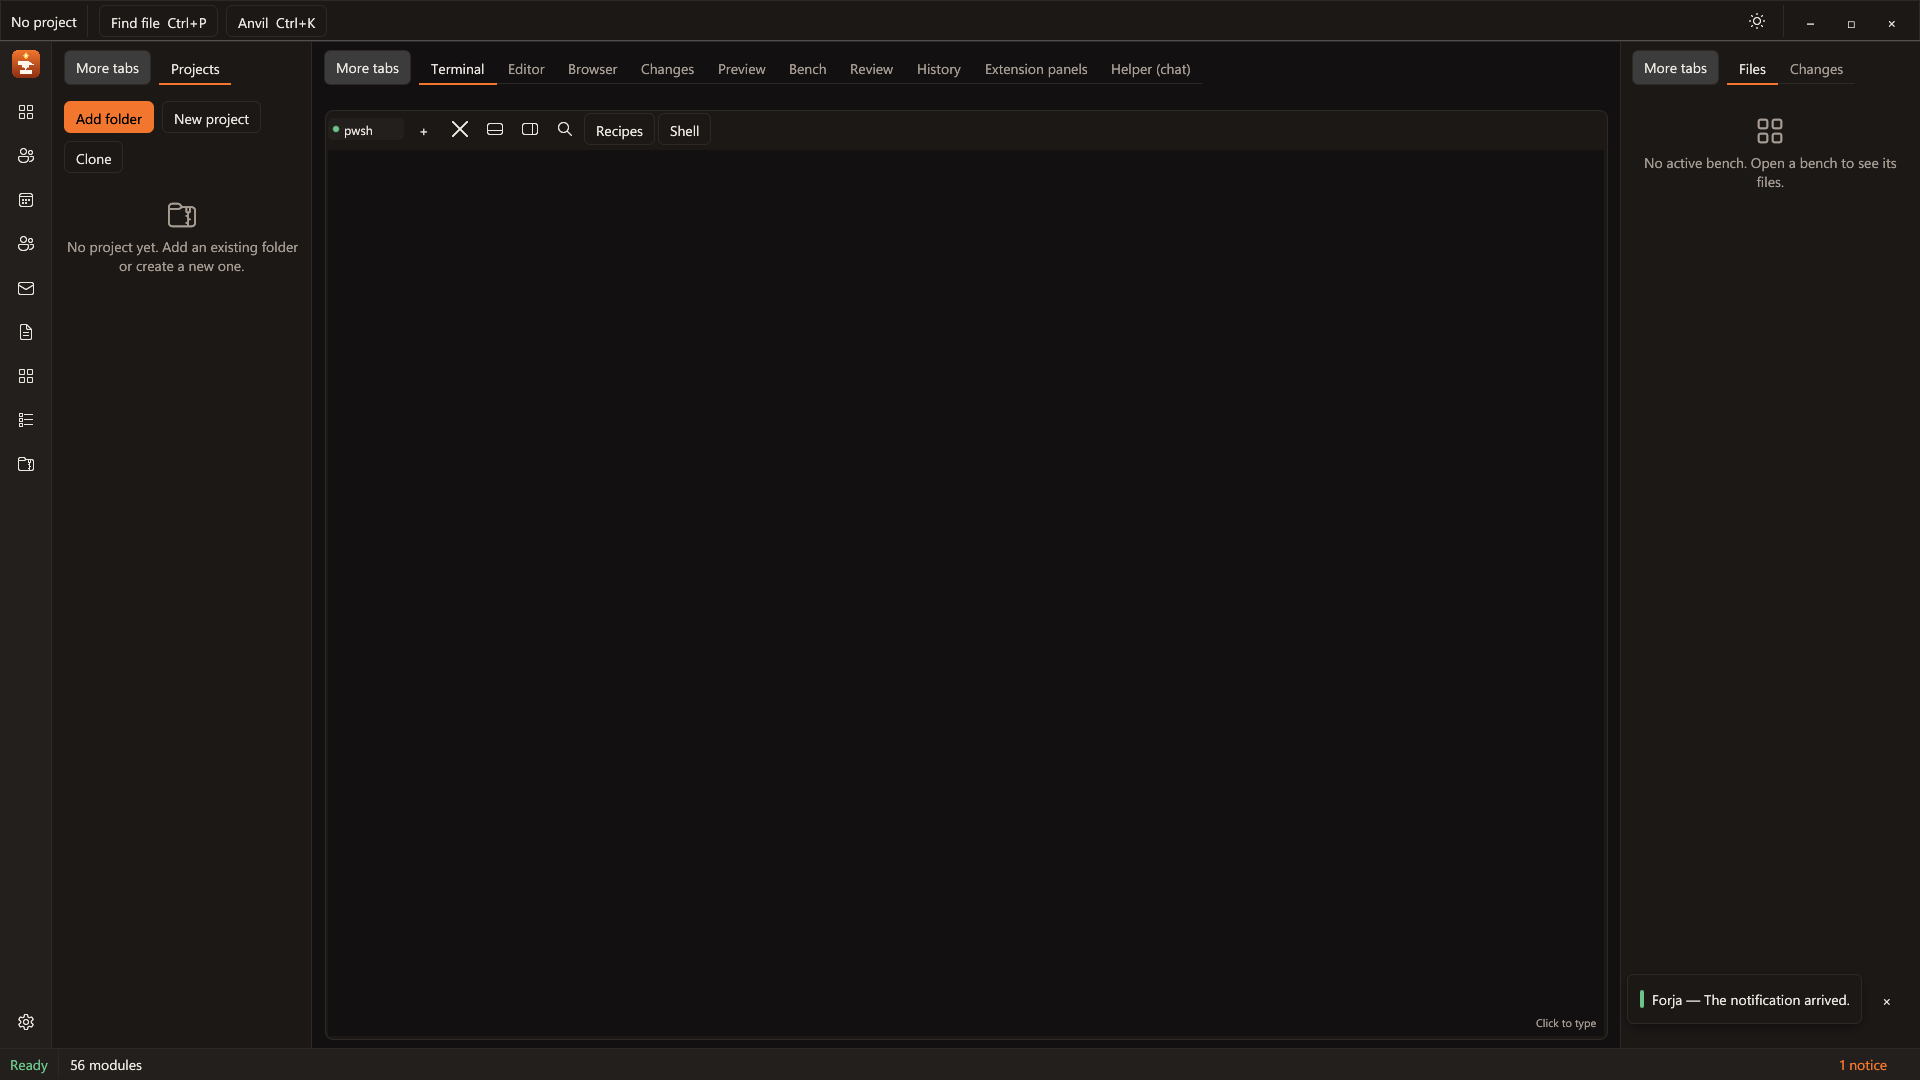 No project
Find file Ctrl+P
Anvil Ctrl+K
More tabs
Projects
Add folder
New project
Clone
No project yet. Add an existing folder
or create a new one.
More tabs
Terminal
Editor
Browser
Changes
Preview
Bench
Review
History
Extension panels
Helper (chat)
pwsh
Recipes
Shell
Click to type
More tabs
Files
Changes
No active bench. Open a bench to see its
files.
Forja — The notification arrived.
Ready
56 modules
1 notice